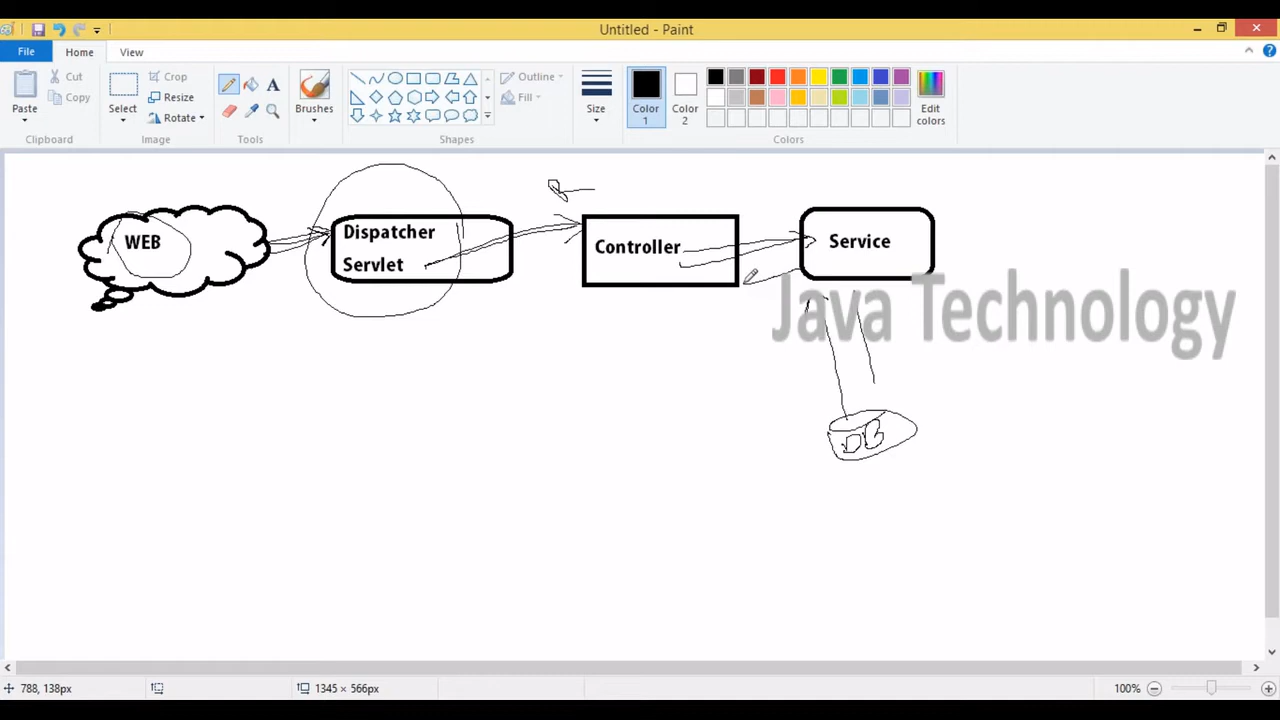 Untitled - Paint
File
Home
View
Paste
Cut
Copy
Clipboard
Select
Crop
Resize
Rotate
Image
Tools
Brushes
Shapes
Outline
Fill
Size
Color
1
Color
2
Edit
colors
Colors
WEB
Dispatcher
Servlet
Controller
Service
Java Technology
DB
788, 138px
1345 × 566px
100%